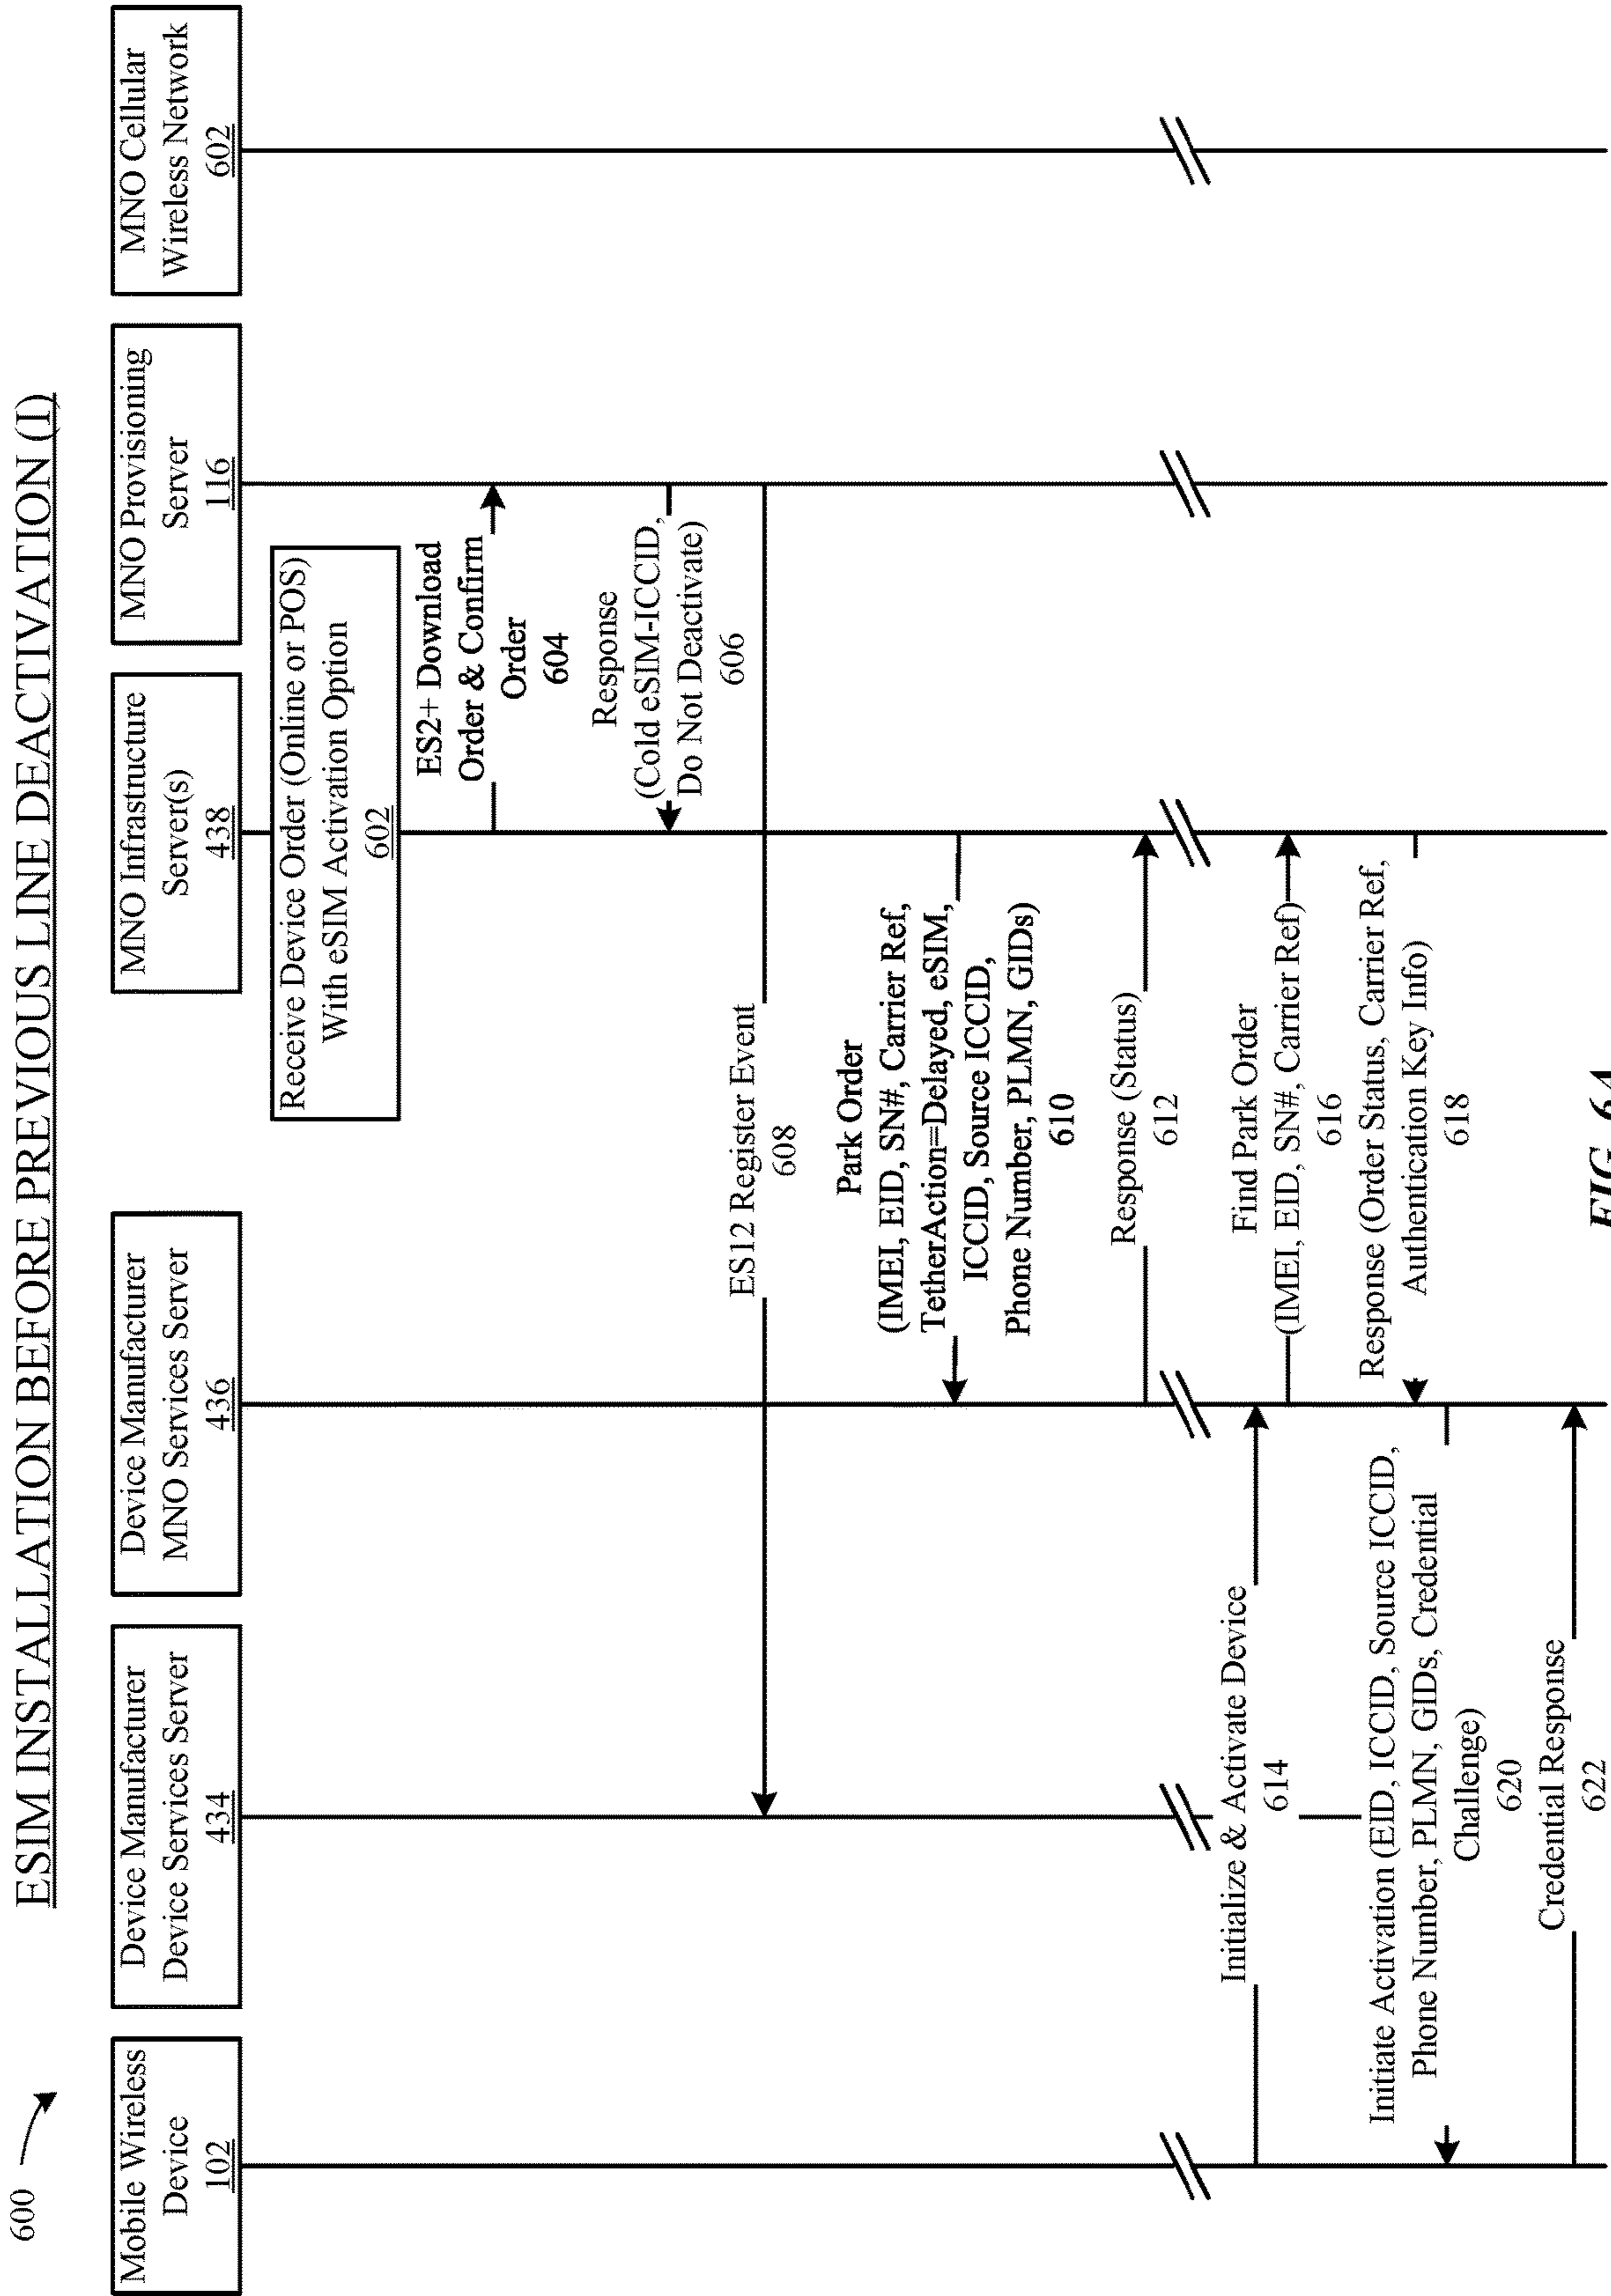 600
ESIM INSTALLATION BEFORE PREVIOUS LINE DEACTIVATION (I)
Mobile Wireless
Device
102
Device Manufacturer
Device Services Server
434
Device Manufacturer
MNO Services Server
436
MNO Infrastructure
Server(s)
438
MNO Provisioning
Server
116
MNO Cellular
Wireless Network
602
Receive Device Order (Online or POS)
With eSIM Activation Option
602
ES2+ Download
Order & Confirm
Order
604
Response
(Cold eSIM-ICCID,
Do Not Deactivate)
606
ES12 Register Event
608
Park Order
(IMEI, EID, SN#, Carrier Ref,
TetherAction=Delayed, eSIM,
ICCID, Source ICCID,
Phone Number, PLMN, GIDs)
610
Response (Status)
612
Initialize & Activate Device
614
Find Park Order
(IMEI, EID, SN#, Carrier Ref)
616
Response (Order Status, Carrier Ref,
Authentication Key Info)
618
Initiate Activation (EID, ICCID, Source ICCID,
Phone Number, PLMN, GIDs, Credential
Challenge)
620
Credential Response
622
FIG. 6A